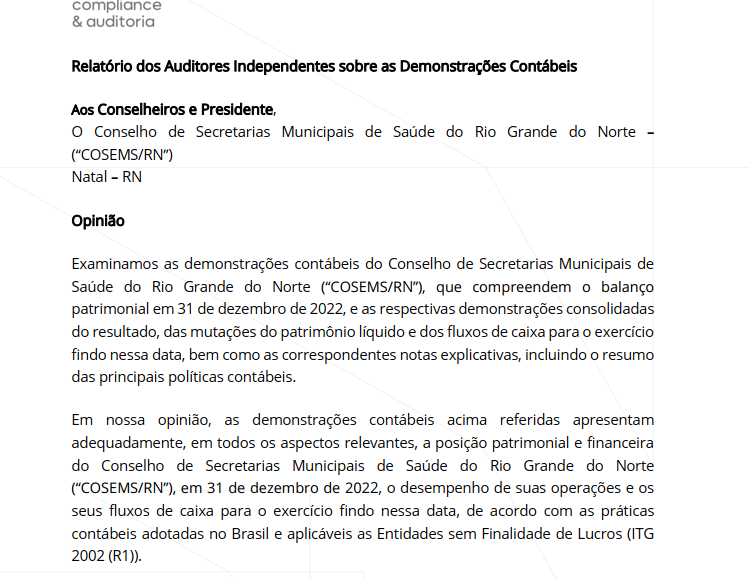 compliance
& auditoria
Relatório dos Auditores Independentes sobre as Demonstrações Contábeis
Aos Conselheiros e Presidente,
O Conselho de Secretarias Municipais de Saúde do Rio Grande do Norte –
(“COSEMS/RN”)
Natal – RN
Opinião
Examinamos as demonstrações contábeis do Conselho de Secretarias Municipais de
Saúde do Rio Grande do Norte (“COSEMS/RN”), que compreendem o balanço
patrimonial em 31 de dezembro de 2022, e as respectivas demonstrações consolidadas
do resultado, das mutações do patrimônio líquido e dos fluxos de caixa para o exercício
findo nessa data, bem como as correspondentes notas explicativas, incluindo o resumo
das principais políticas contábeis.
Em nossa opinião, as demonstrações contábeis acima referidas apresentam
adequadamente, em todos os aspectos relevantes, a posição patrimonial e financeira
do Conselho de Secretarias Municipais de Saúde do Rio Grande do Norte
(“COSEMS/RN”), em 31 de dezembro de 2022, o desempenho de suas operações e os
seus fluxos de caixa para o exercício findo nessa data, de acordo com as práticas
contábeis adotadas no Brasil e aplicáveis as Entidades sem Finalidade de Lucros (ITG
2002 (R1)).